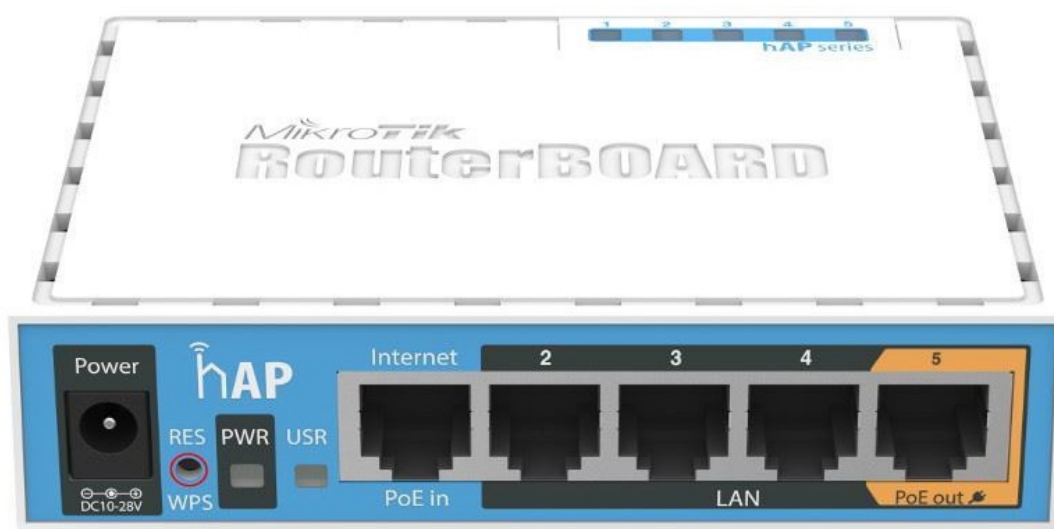 1 2 3 4 5
hAP series
MikroTik
RouterBOARD
Power
hAP
Internet 2 3 4 5
RES PWR USR
DC10-28V
WPS
PoE in
LAN
PoE out